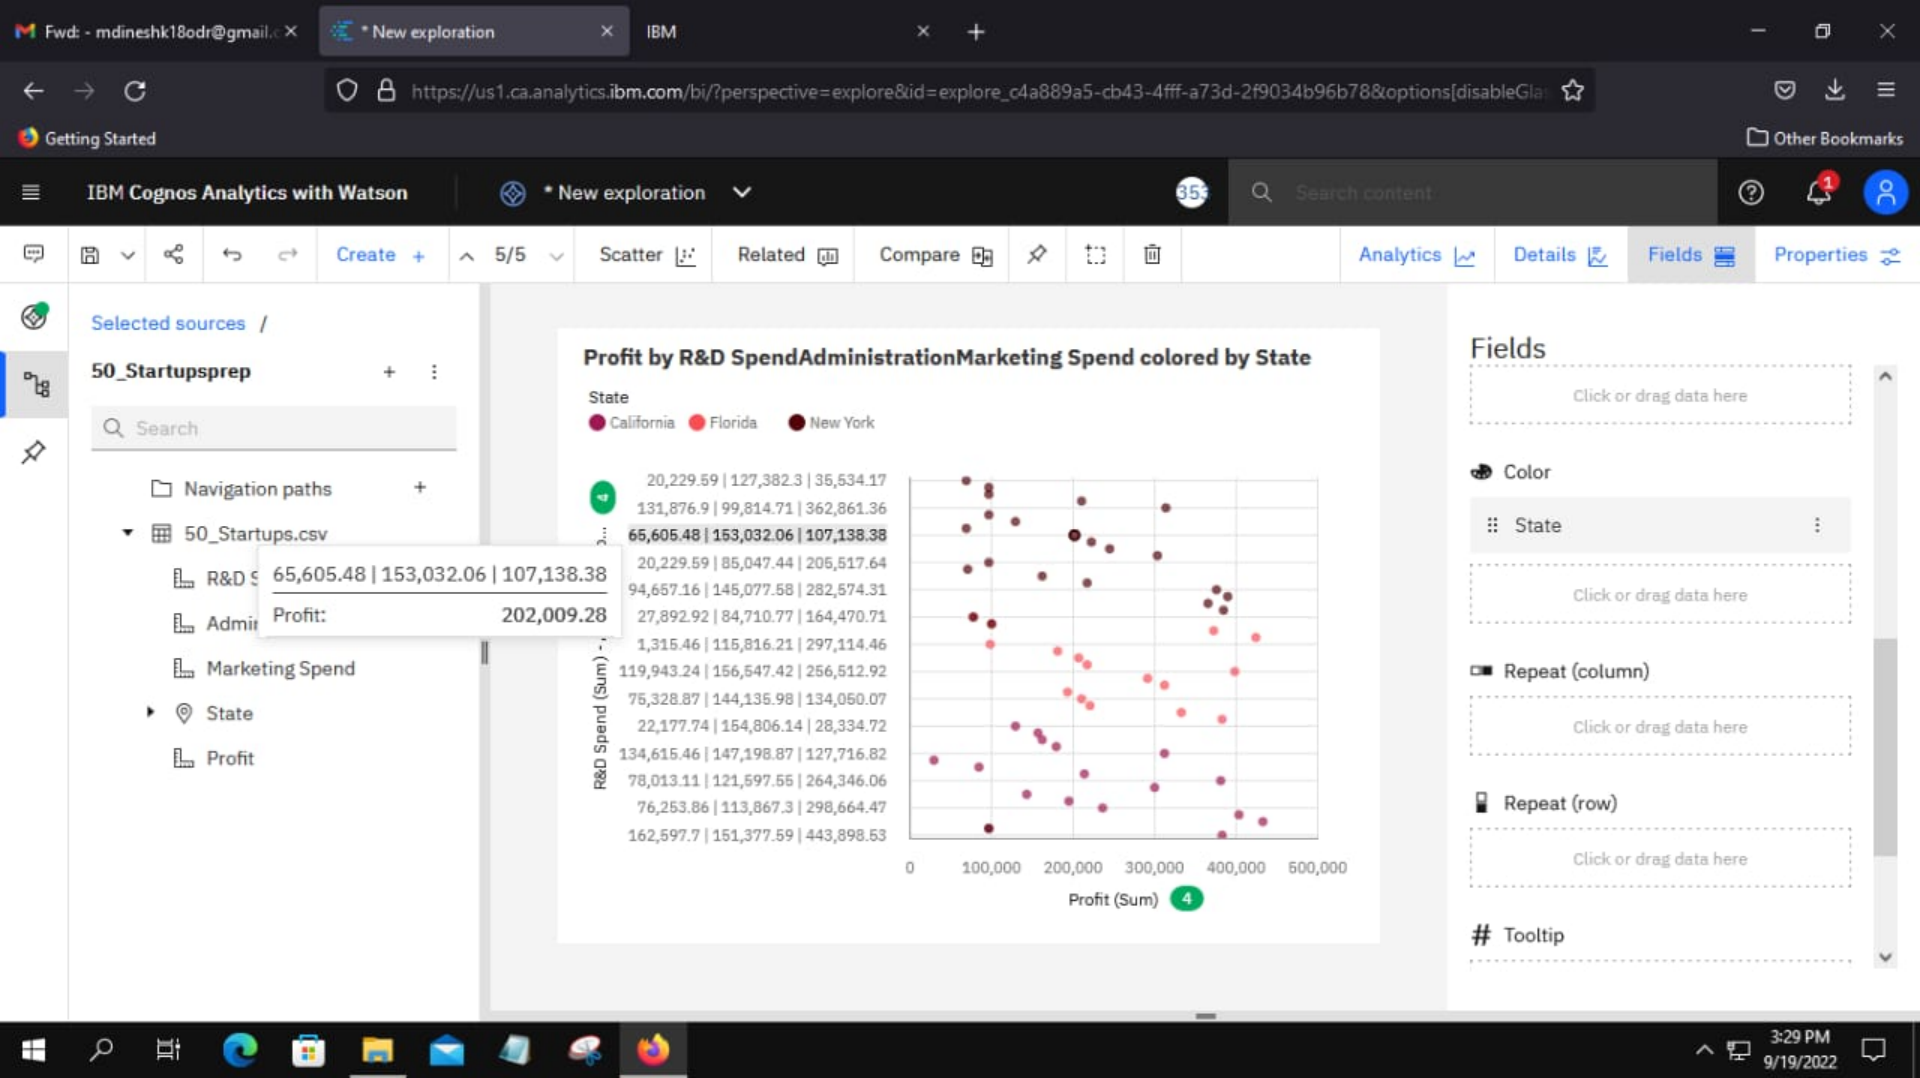 Fwd: - mdineshk18odr@gmail.c
* New exploration
IBM
https://us1.ca.analytics.ibm.com/bi/?perspective=explore&id=explore_c4a889a5-cb43-4fff-a73d-2f9034b96b78&options[disableGla
Getting Started
Other Bookmarks
IBM Cognos Analytics with Watson
* New exploration
353
Search content
1
Create +
5/5
Scatter
Related
Compare
Analytics
Details
Fields
Properties
Selected sources /
50_Startupsprep
Search
Navigation paths
50_Startups.csv
R&D S
Admi
Marketing Spend
State
Profit
65,605.48 | 153,032.06 | 107,138.38
Profit: 202,009.28
Profit by R&D SpendAdministrationMarketing Spend colored by State
State
California
Florida
New York
4
R&D Spend (Sum) -
20,229.59 | 127,382.3 | 35,534.17
131,876.9 | 99,814.71 | 362,861.36
65,605.48 | 153,032.06 | 107,138.38
20,229.59 | 85,047.44 | 205,517.64
94,657.16 | 145,077.58 | 282,574.31
27,892.92 | 84,710.77 | 164,470.71
1,315.46 | 115,816.21 | 297,114.46
119,943.24 | 156,547.42 | 256,512.92
75,328.87 | 144,135.98 | 134,050.07
22,177.74 | 154,806.14 | 28,334.72
134,615.46 | 147,198.87 | 127,716.82
78,013.11 | 121,597.55 | 264,346.06
76,253.86 | 113,867.3 | 298,664.47
162,597.7 | 151,377.59 | 443,898.53
0 100,000 200,000 300,000 400,000 500,000
Profit (Sum) 4
Fields
Click or drag data here
Color
State
Click or drag data here
Repeat (column)
Click or drag data here
Repeat (row)
Click or drag data here
# Tooltip
3:29 PM
9/19/2022